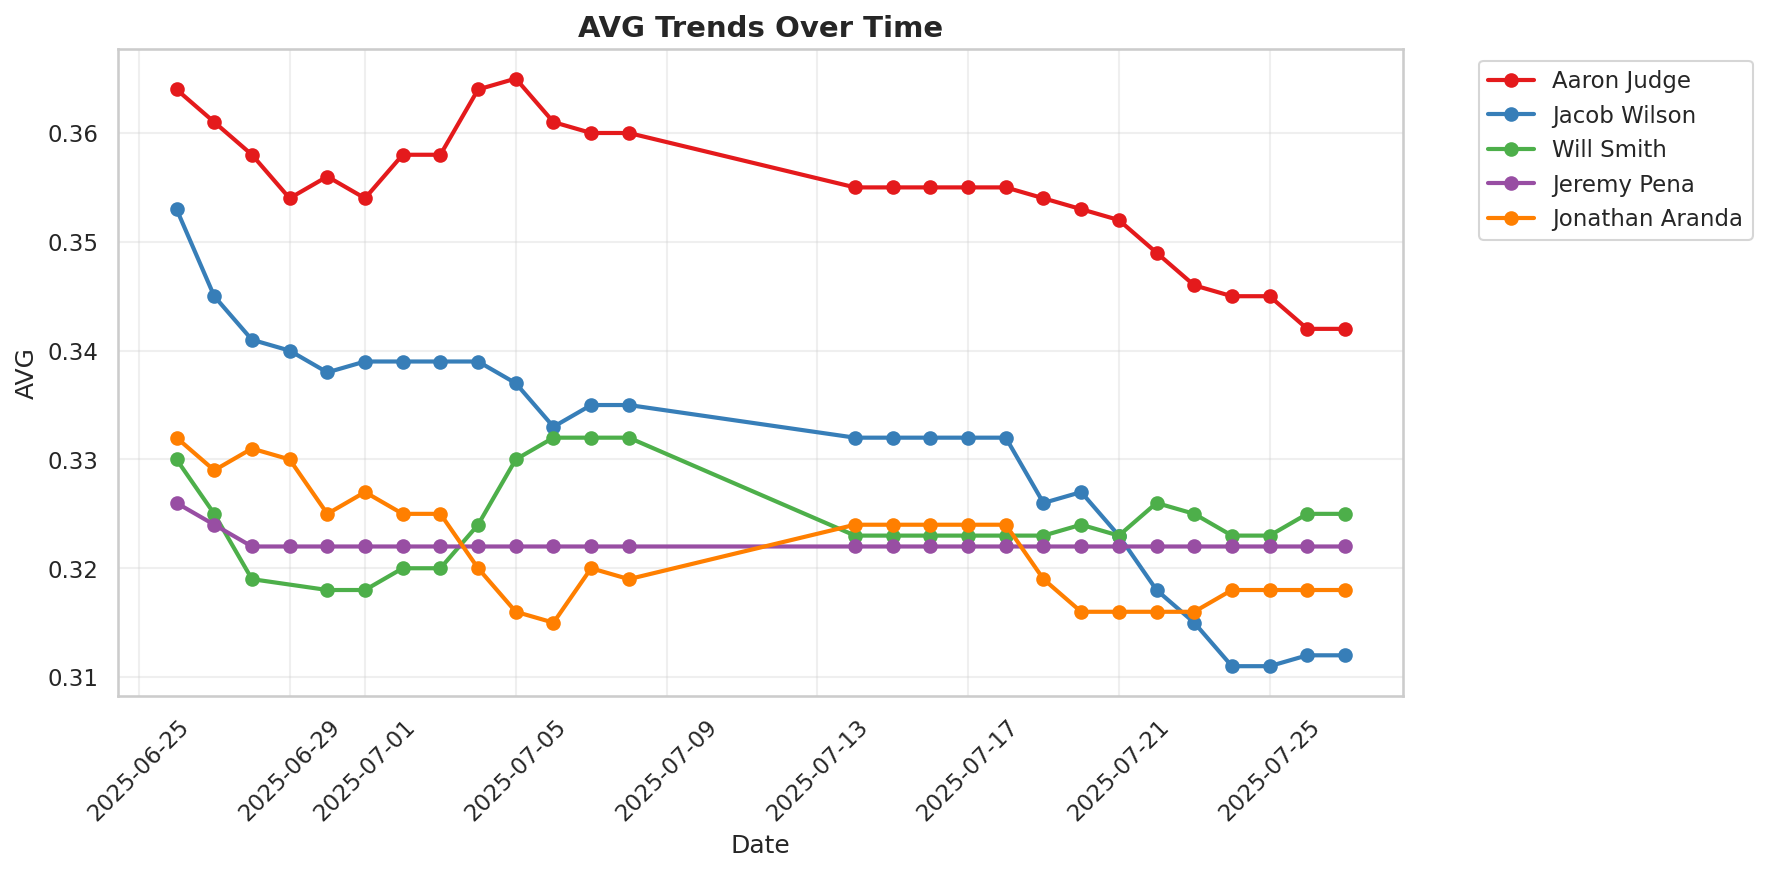 AVG Trends Over Time
Aaron Judge
Jacob Wilson
Will Smith
Jeremy Pena
Jonathan Aranda
AVG
0.36
0.35
0.34
0.33
0.32
0.31
2025-06-25
2025-06-29
2025-07-01
2025-07-05
2025-07-09
2025-07-13
2025-07-17
2025-07-21
2025-07-25
Date